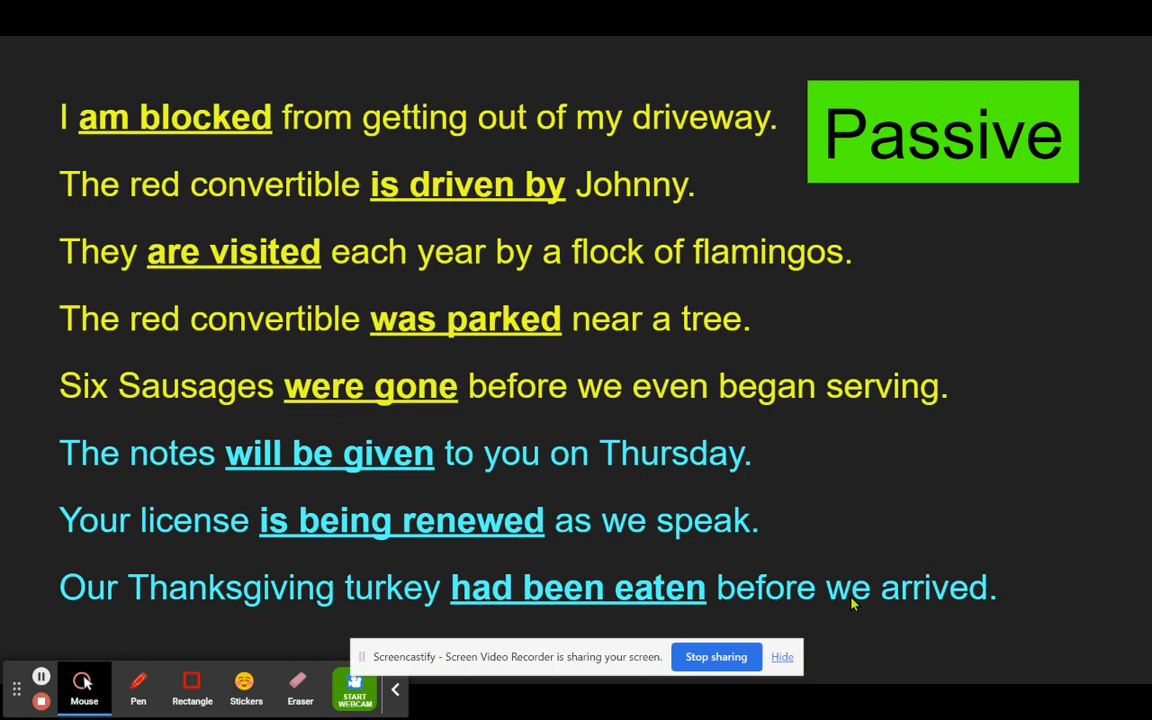 I am blocked from getting out of my driveway.
Passive
The red convertible is driven by Johnny.
They are visited each year by a flock of flamingos.
The red convertible was parked near a tree.
Six Sausages were gone before we even began serving.
The notes will be given to you on Thursday.
Your license is being renewed as we speak.
Our Thanksgiving turkey had been eaten before we arrived.
Screencastify - Screen Video Recorder is sharing your screen. Stop sharing Hide
Mouse Pen Rectangle Stickers Eraser START WEBCAM